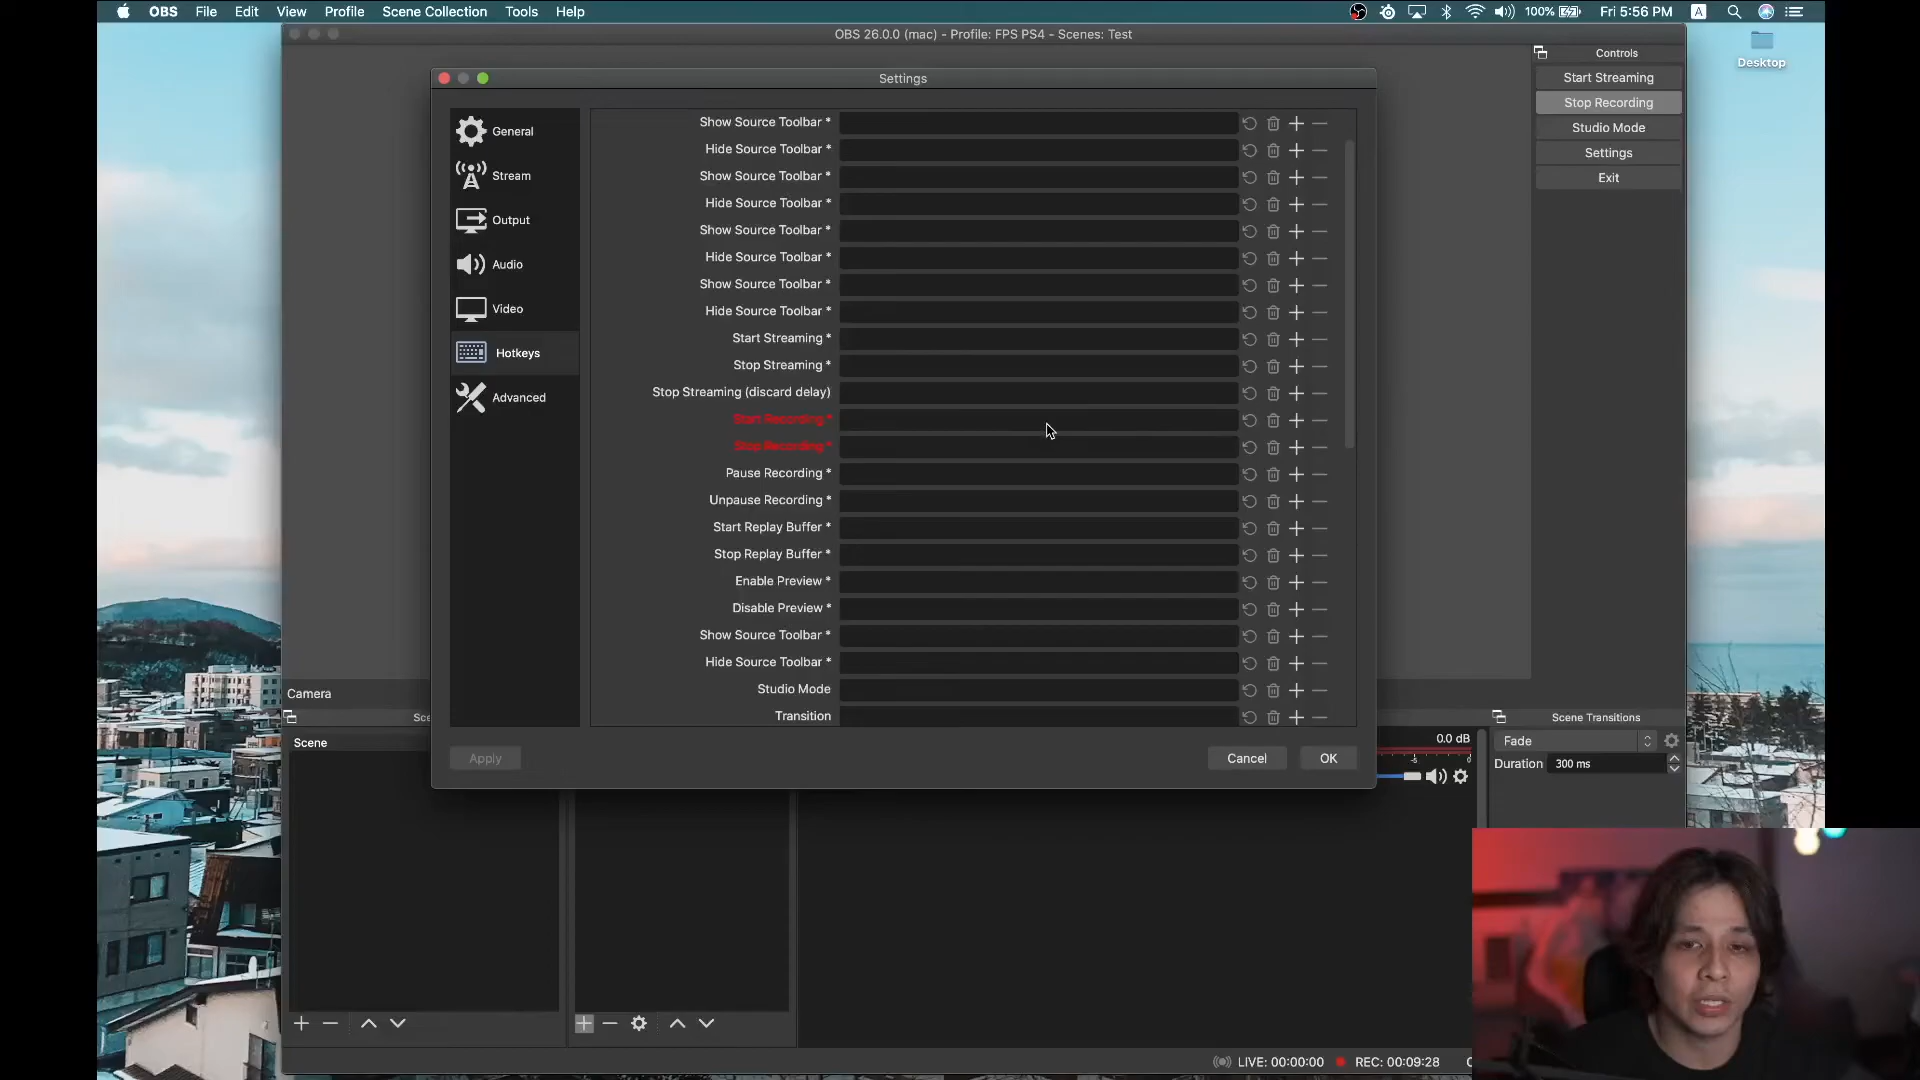 OBS File Edit View Profile Scene Collection Tools Help
100% Fri 5:56 PM A
OBS 26.0.0 (mac) - Profile: FPS PS4 - Scenes: Test
Desktop
Controls
Start Streaming
Stop Recording
Studio Mode
Settings
Exit
Settings
General
Stream
Output
Audio
Video
Hotkeys
Advanced
Show Source Toolbar *
Hide Source Toolbar *
Show Source Toolbar *
Hide Source Toolbar *
Show Source Toolbar *
Hide Source Toolbar *
Show Source Toolbar *
Hide Source Toolbar *
Start Streaming *
Stop Streaming *
Stop Streaming (discard delay)
Start Recording *
Stop Recording *
Pause Recording *
Unpause Recording *
Start Replay Buffer *
Stop Replay Buffer *
Enable Preview *
Disable Preview *
Show Source Toolbar *
Hide Source Toolbar *
Studio Mode
Transition
Apply
Cancel
OK
Camera
Sce
Scene
0.0 dB
-5 0
Scene Transitions
Fade
Duration 300 ms
LIVE: 00:00:00 REC: 00:09:28